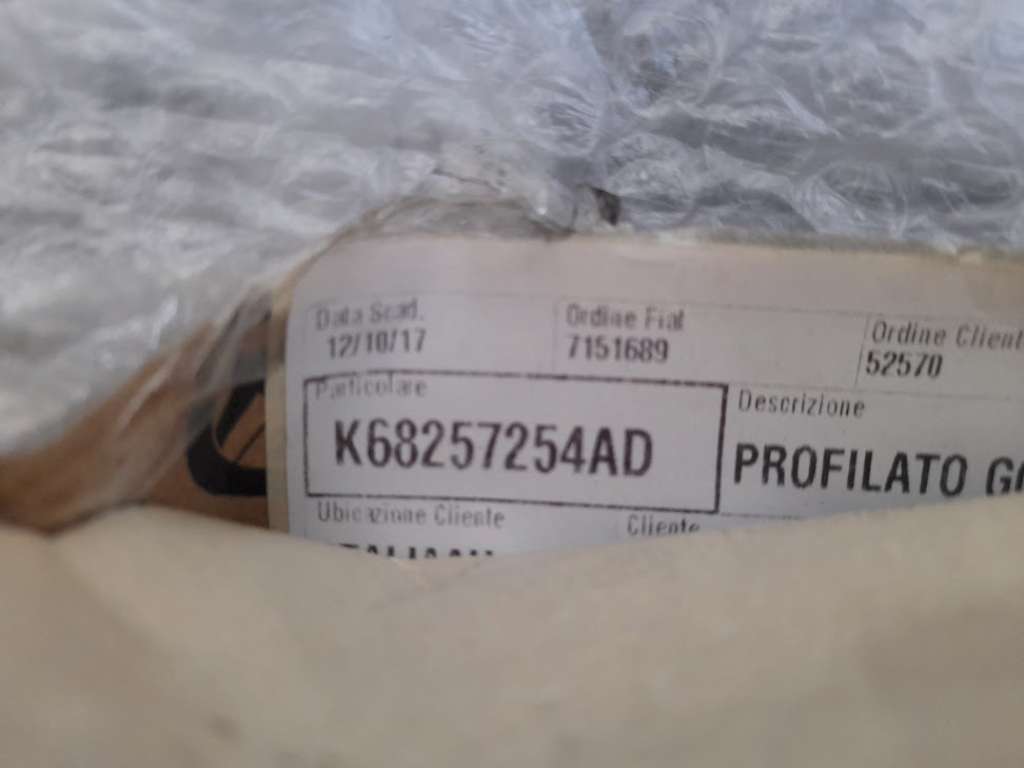 Data Scad.
12/10/17
Ordine Fiat
7151689
Ordine Client
52570
Particolare
K68257254AD
Descrizione
PROFILATO
Ubicazione Cliente
Cliente